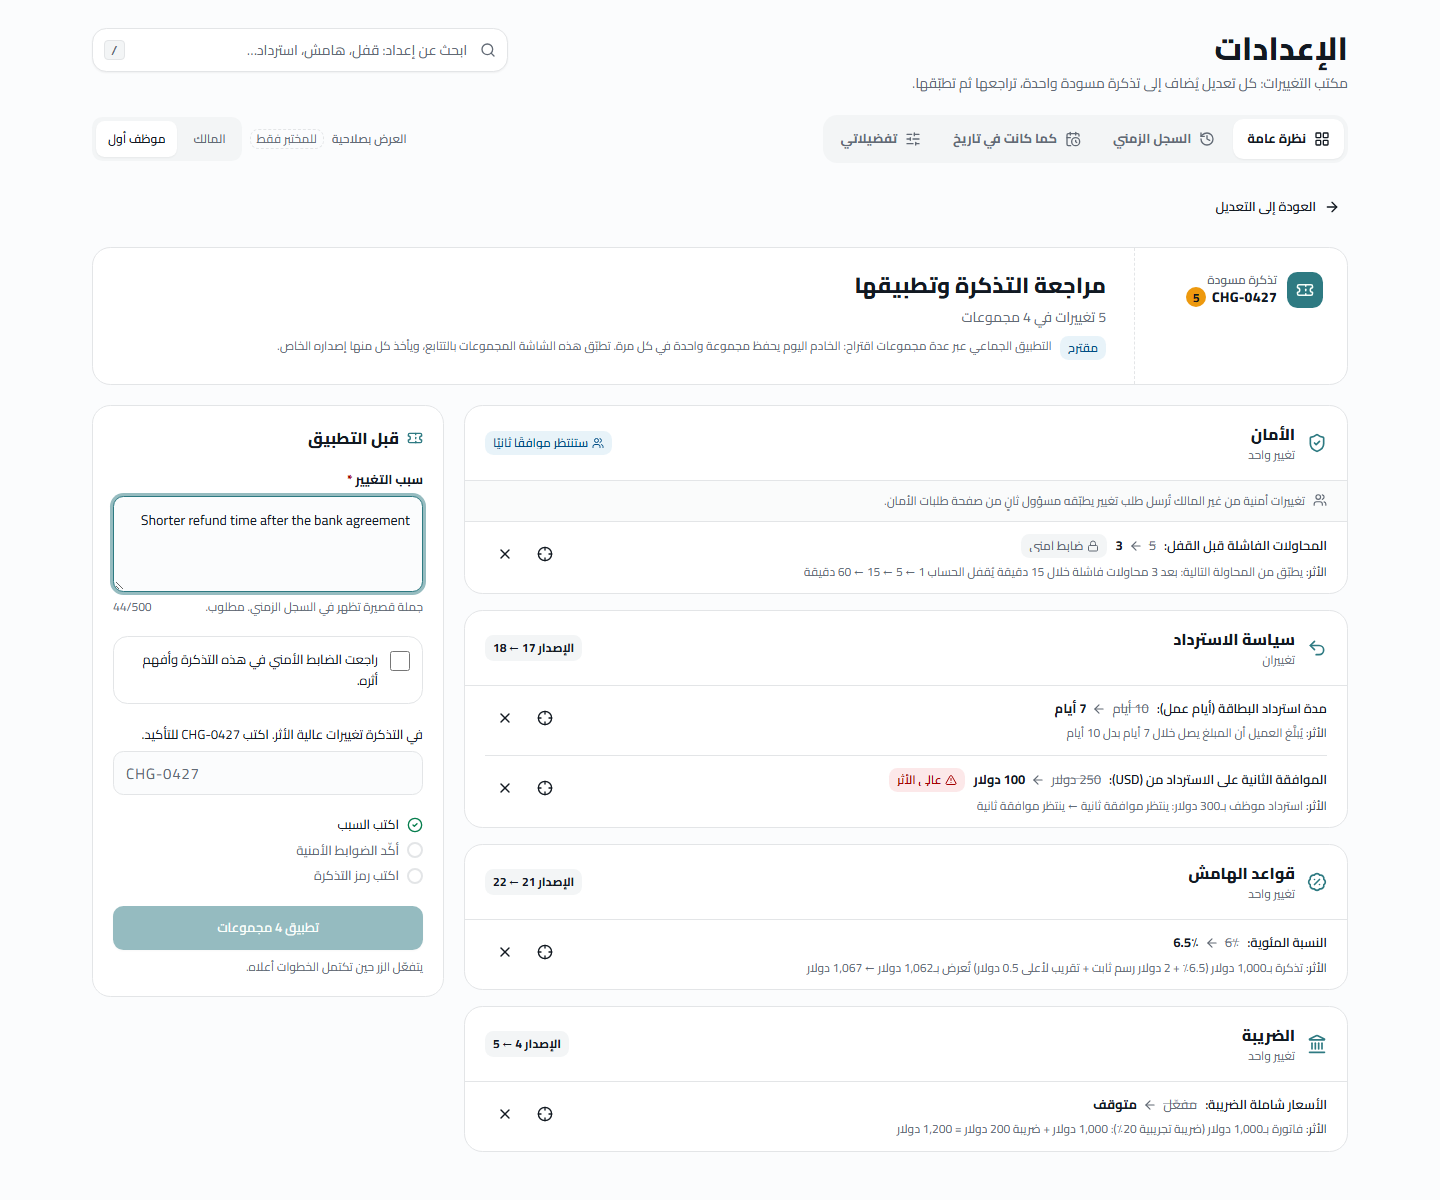 الإعدادات
مكتب التغييرات: كل تعديل يُضاف إلى تذكرة مسودة واحدة، تراجعها ثم تطبّقها.
ابحث عن إعداد: قفل، هامش، استرداد...
/
نظرة عامة
السجل الزمني
كما كانت في تاريخ
تفضيلاتي
العرض بصلاحية
للمختبر فقط
المالك
موظف أول
العودة إلى التعديل
تذكرة مسودة
CHG-0427
5
مراجعة التذكرة وتطبيقها
5 تغييرات في 4 مجموعات
مقترح
التطبيق الجماعي عبر عدة مجموعات اقتراح: الخادم اليوم يحفظ مجموعة واحدة في كل مرة. تطبّق هذه الشاشة المجموعات بالتتابع، ويأخذ كل منها إصداره الخاص.
الأمان
تغيير واحد
ستنتظر موافقًا ثانيًا
تغييرات أمنية من غير المالك تُرسل طلب تغيير يطبّقه مسؤول ثانٍ من صفحة طلبات الأمان.
المحاولات الفاشلة قبل القفل: 5 ← 3
ضابط أمني
الأثر: يطبّق من المحاولة التالية: بعد 3 محاولات فاشلة خلال 15 دقيقة يُقفل الحساب 1 ← 5 ← 15 ← 60 دقيقة
سياسة الاسترداد
تغييران
الإصدار 17 ← 18
مدة استرداد البطاقة (أيام عمل): 10 أيام ← 7 أيام
الأثر: يُبلَّغ العميل أن المبلغ يصل خلال 7 أيام بدل 10 أيام
الموافقة الثانية على الاسترداد من (USD): 250 دولار ← 100 دولار
عالي الأثر
الأثر: استرداد موظف بـ300 دولار: ينتظر موافقة ثانية ← ينتظر موافقة ثانية
قواعد الهامش
تغيير واحد
الإصدار 21 ← 22
النسبة المئوية: 6٪ ← 6.5٪
الأثر: تذكرة بـ1,000 دولار (6.5٪ + 2 دولار رسم ثابت + تقريب لأعلى 0.5 دولار) تُعرض بـ1,062 دولار ← 1,067 دولار
الضريبة
تغيير واحد
الإصدار 4 ← 5
الأسعار شاملة الضريبة: مفعّل ← متوقف
الأثر: فاتورة بـ1,000 دولار (ضريبة تجريبية 20٪): 1,000 دولار + ضريبة 200 دولار = 1,200 دولار
قبل التطبيق
سبب التغيير *
Shorter refund time after the bank agreement
جملة قصيرة تظهر في السجل الزمني. مطلوب.
44/500
راجعت الضابط الأمني في هذه التذكرة وأفهم
أثره.
في التذكرة تغييرات عالية الأثر. اكتب CHG-0427 للتأكيد.
CHG-0427
اكتب السبب
أكّد الضوابط الأمنية
اكتب رمز التذكرة
تطبيق 4 مجموعات
يتفعّل الزر حين تكتمل الخطوات أعلاه.